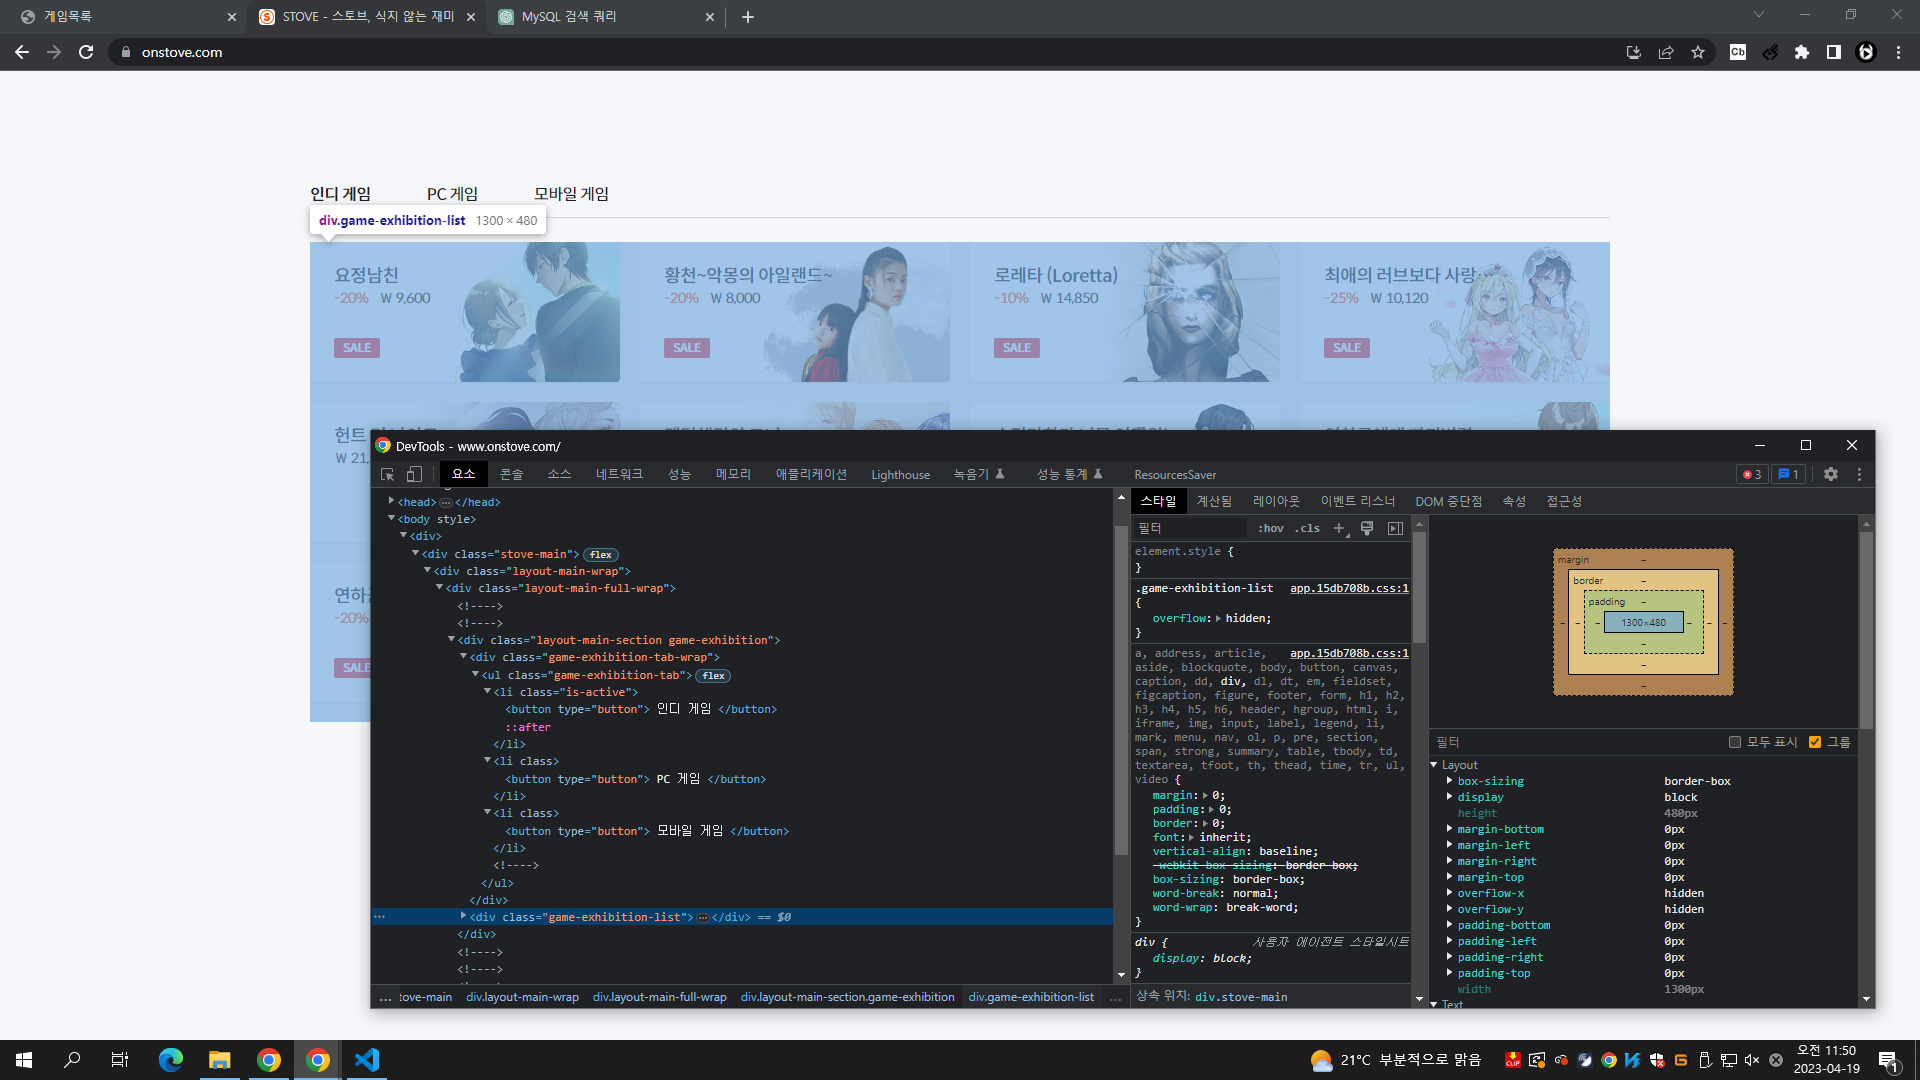 게임목록
STOVE - 스토브, 식지 않는 재미
MySQL 검색 쿼리
onstove.com
인디 게임
PC 게임
모바일 게임
div.game-exhibition-list 1300 × 480
요정남친
-20% ₩ 9,600
SALE
황천~악몽의 아일랜드~
-20% ₩ 8,000
SALE
로레타 (Loretta)
-10% ₩ 14,850
SALE
최애의 러브보다 사랑
-25% ₩ 10,120
SALE
헌트
₩ 21,
연하
-20%
SALE
DevTools - www.onstove.com/
요소 콘솔 소스 네트워크 성능 메모리 애플리케이션 Lighthouse 녹음기 성능 통계 ResourcesSaver
3 1
<head> … </head>
<body style>
<div>
<div class="stove-main"> flex
<div class="layout-main-wrap">
<div class="layout-main-full-wrap">
<!---->
<!---->
<div class="layout-main-section game-exhibition">
<div class="game-exhibition-tab-wrap">
<ul class="game-exhibition-tab"> flex
<li class="is-active">
<button type="button"> 인디 게임 </button>
::after
</li>
<li class>
<button type="button"> PC 게임 </button>
</li>
<li class>
<button type="button"> 모바일 게임 </button>
</li>
<!---->
</ul>
</div>
<div class="game-exhibition-list"> … </div> == $0
</div>
<!---->
<!---->
… tove-main div.layout-main-wrap div.layout-main-full-wrap div.layout-main-section.game-exhibition div.game-exhibition-list …
스타일 계산됨 레이아웃 이벤트 리스너 DOM 중단점 속성 접근성
필터 :hov .cls
element.style {
}
.game-exhibition-list app.15db708b.css:1
{
overflow: hidden;
}
a, address, article, app.15db708b.css:1
aside, blockquote, body, button, canvas,
caption, dd, div, dl, dt, em, fieldset,
figcaption, figure, footer, form, h1, h2,
h3, h4, h5, h6, header, hgroup, html, i,
iframe, img, input, label, legend, li,
mark, menu, nav, ol, p, pre, section,
span, strong, summary, table, tbody, td,
textarea, tfoot, th, thead, time, tr, ul,
video {
margin: 0;
padding: 0;
border: 0;
font: inherit;
vertical-align: baseline;
-webkit-box-sizing: border-box;
box-sizing: border-box;
word-break: normal;
word-wrap: break-word;
}
div { 사용자 에이전트 스타일시트
display: block;
}
상속 위치: div.stove-main
margin -
border -
padding -
- - - 1300×480 - - -
-
-
-
필터 모두 표시 그룹
Layout
box-sizing border-box
display block
height 480px
margin-bottom 0px
margin-left 0px
margin-right 0px
margin-top 0px
overflow-x hidden
overflow-y hidden
padding-bottom 0px
padding-left 0px
padding-right 0px
padding-top 0px
width 1300px
Text
21°C 부분적으로 맑음
오전 11:50
2023-04-19
1